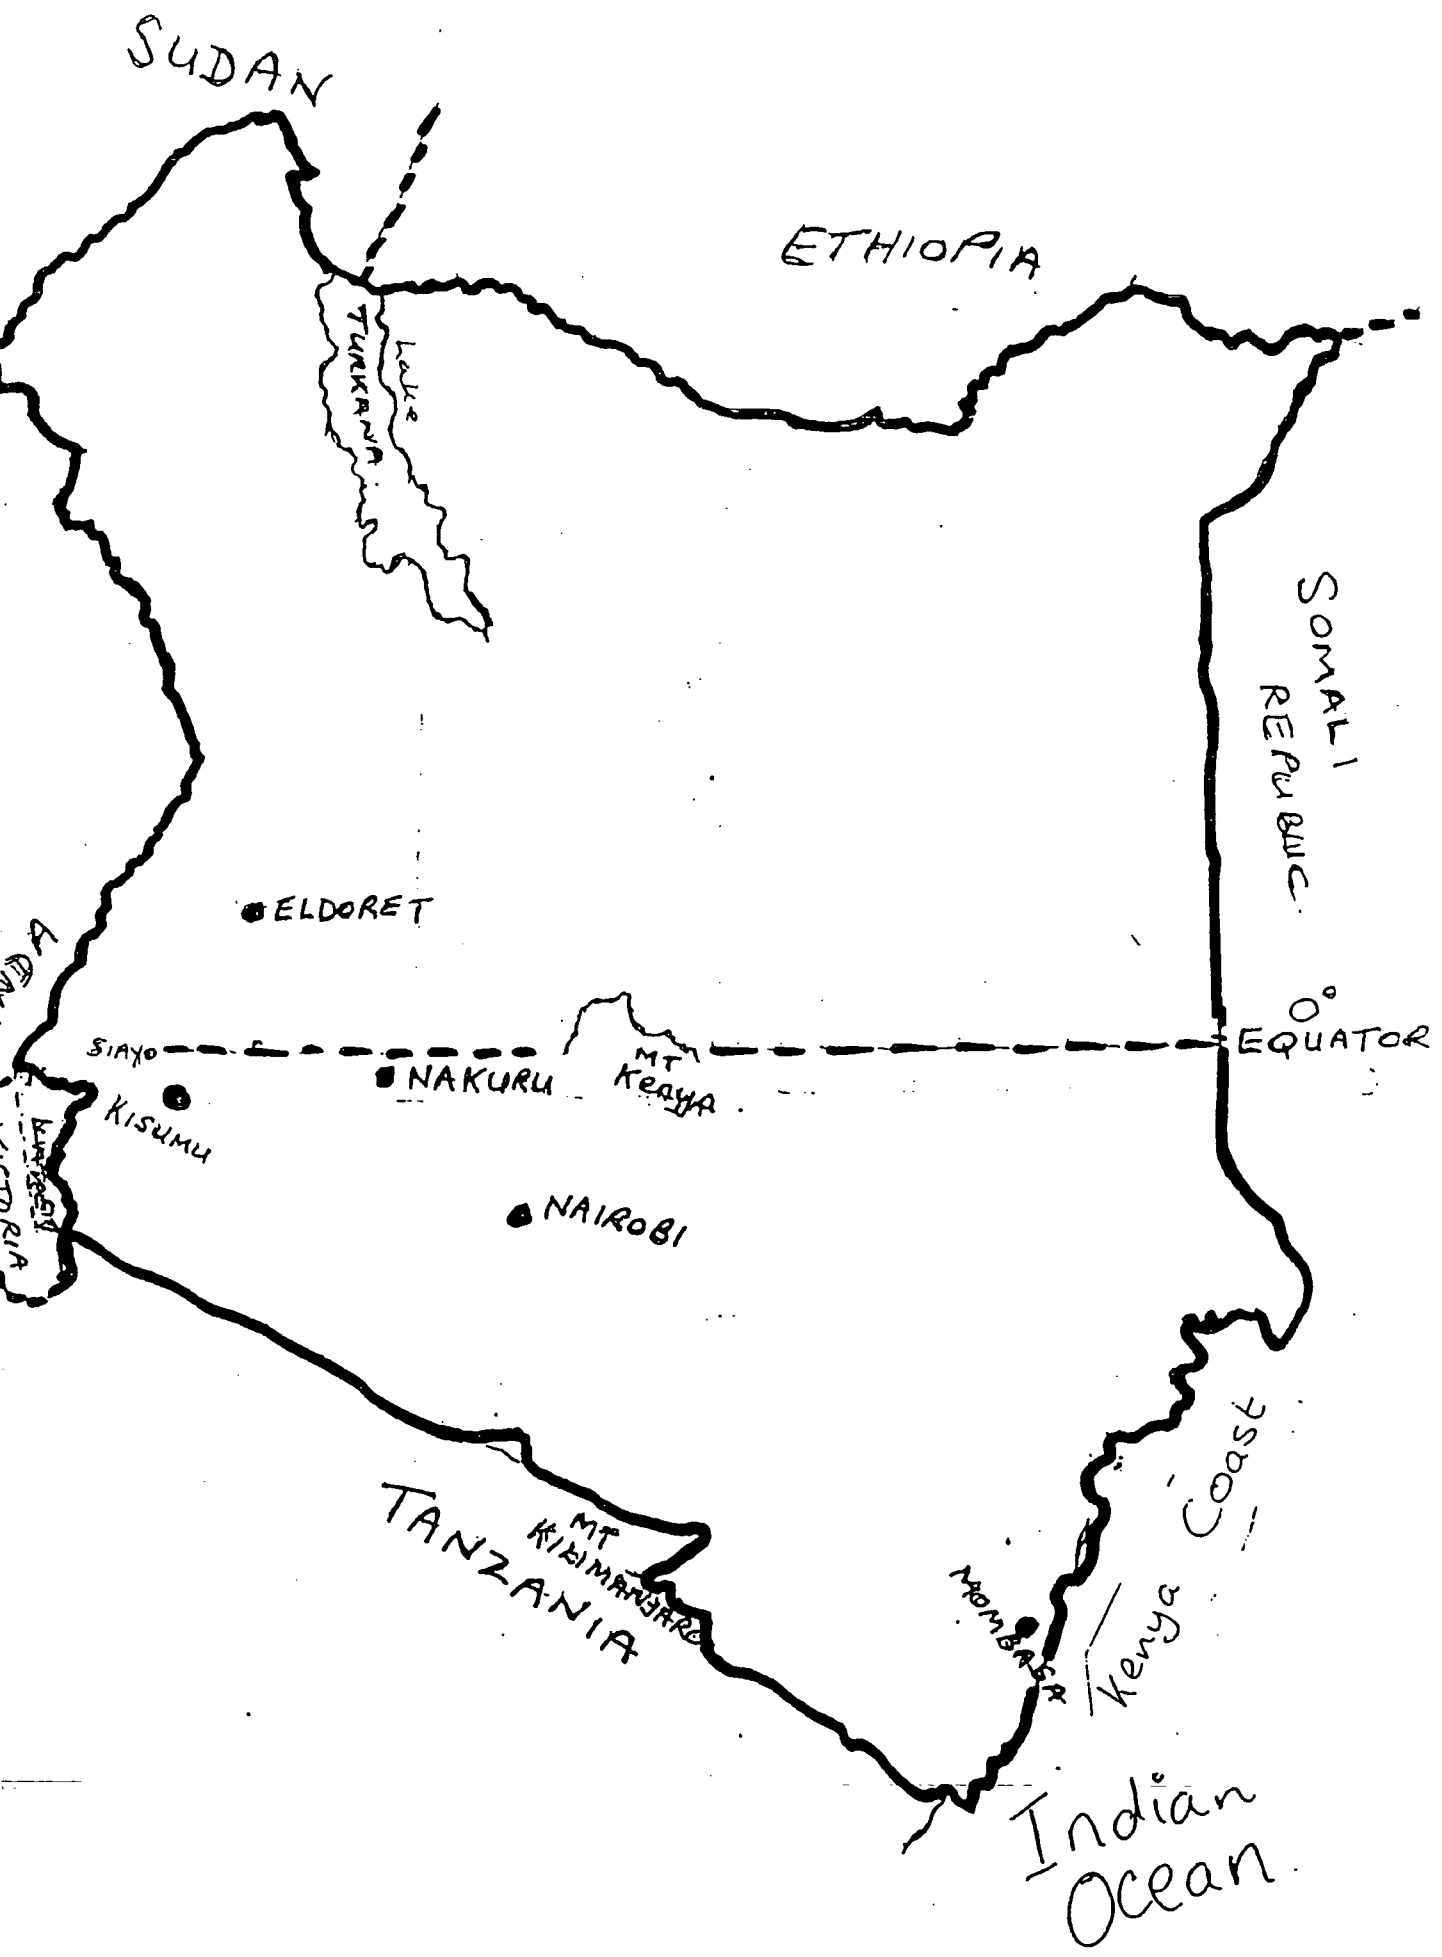 SUDAN
ETHIOPIA
Lake
TURKANA
SOMALI
REPUBLIC.
ELDORET
0°
EQUATOR
SIAYO
MT
Kenya
NAKURU
KISUMU
NAIROBI
Coast
TANZANIA
MT
KILIMANJARO
MOMBASA
Kenya
Indian
Ocean.